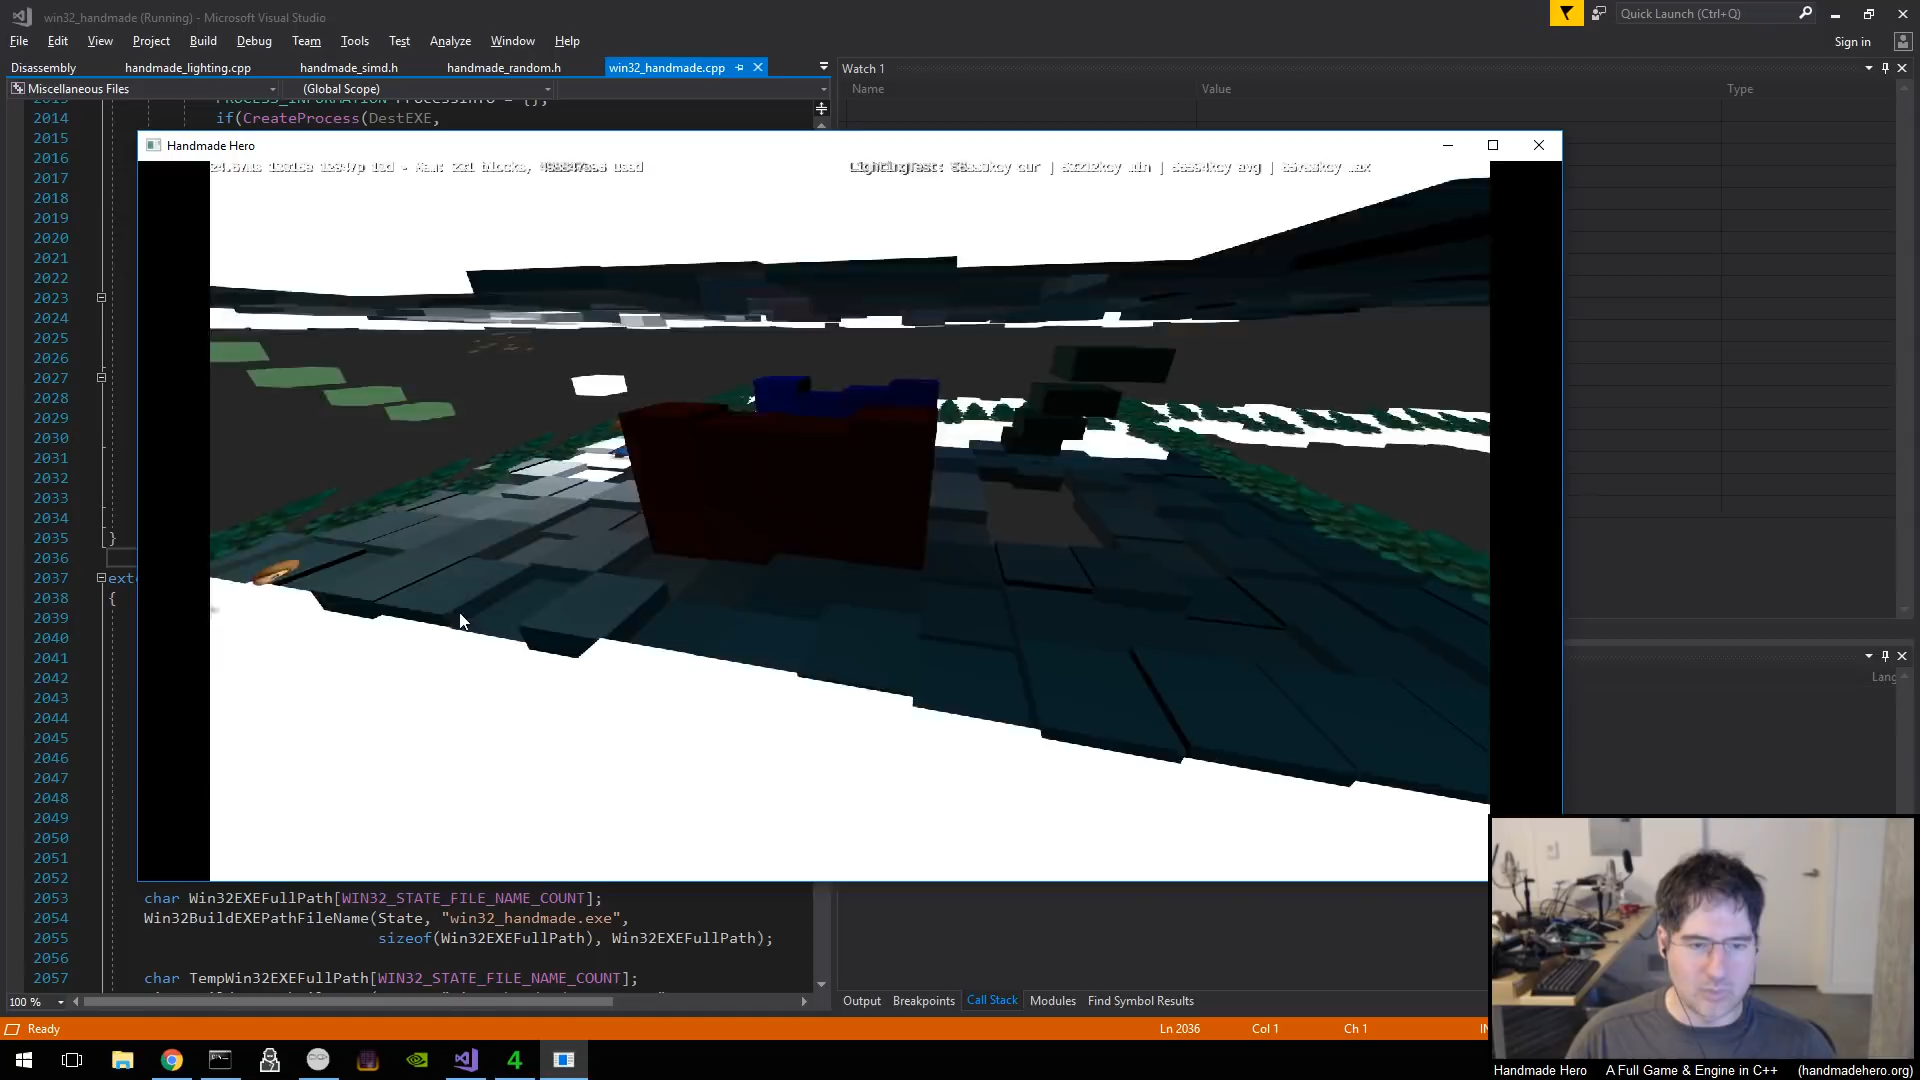 win32_handmade (Running) - Microsoft Visual Studio
Quick Launch (Ctrl+Q)
File Edit View Project Build Debug Team Tools Test Analyze Window Help
Sign in
Disassembly handmade_lighting.cpp handmade_simd.h handmade_random.h win32_handmade.cpp
Watch 1
Miscellaneous Files (Global Scope)
Name Value Type
2014 if(CreateProcess(DestEXE,
2015
Handmade Hero
2016
2017
2018
2019
2020
2021
2022
2023
2024
2025
2026
2027
2028
2029
2030
2031
2032
2033
2034
2035 }
2036
2037
2038 {
2039
2040
2041
2042
2043
2044
2045
2046
2047
2048
2049
2050
2051
2052
2053 char Win32EXEFullPath[WIN32_STATE_FILE_NAME_COUNT];
2054 Win32BuildEXEPathFileName(State, "win32_handmade.exe",
2055 sizeof(Win32EXEFullPath), Win32EXEFullPath);
2056
2057 char TempWin32EXEFullPath[WIN32_STATE_FILE_NAME_COUNT];
100 %
Output Breakpoints Call Stack Modules Find Symbol Results
Ready
Ln 2036 Col 1 Ch 1
Handmade Hero A Full Game & Engine in C++ (handmadehero.org)